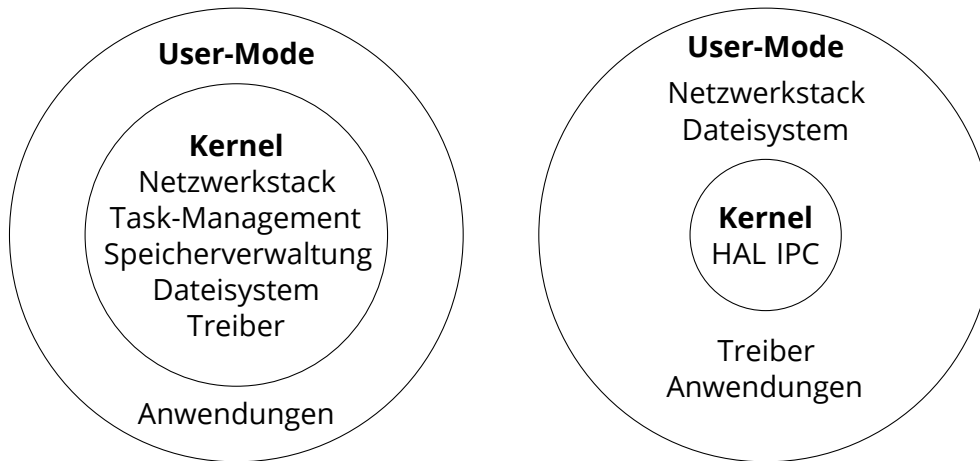 User-Mode
Kernel
Netzwerkstack
Task-Management
Speicherverwaltung
Dateisystem
Treiber
Anwendungen
User-Mode
Netzwerkstack
Dateisystem
Kernel
HAL IPC
Treiber
Anwendungen